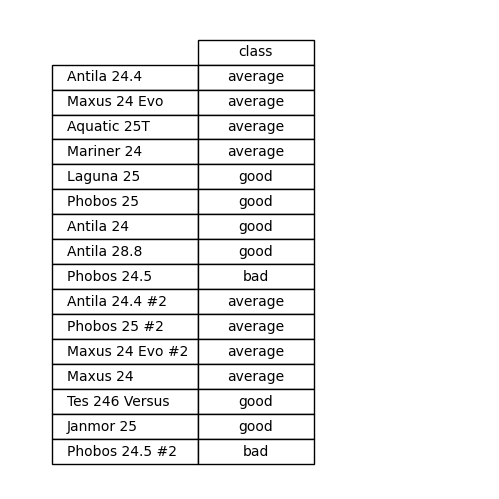 class
Antila 24.4 average
Maxus 24 Evo average
Aquatic 25T average
Mariner 24 average
Laguna 25 good
Phobos 25 good
Antila 24 good
Antila 28.8 good
Phobos 24.5 bad
Antila 24.4 #2 average
Phobos 25 #2 average
Maxus 24 Evo #2 average
Maxus 24 average
Tes 246 Versus good
Janmor 25 good
Phobos 24.5 #2 bad